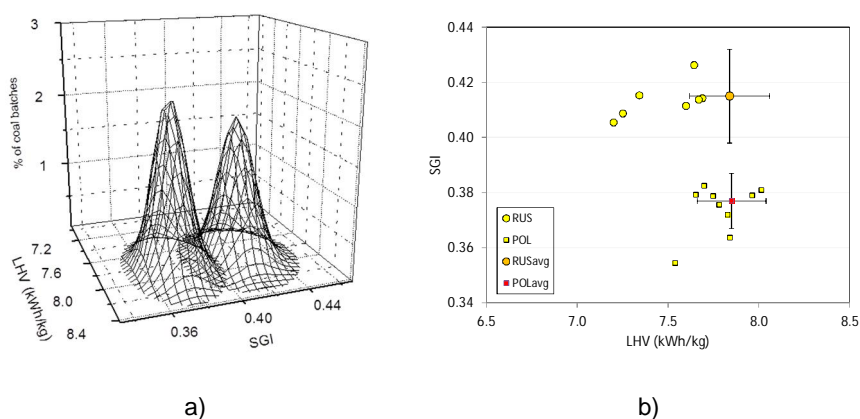 3
2
1
% of coal batches
7.2
7.6
8.0
8.4
LHV (kWh/kg)
0.36
0.40
0.44
SGI
a)
0.44
0.42
0.40
0.38
0.36
0.34
SGI
RUS
POL
RUSavg
POLavg
6.5 7.0 7.5 8.0 8.5
LHV (kWh/kg)
b)